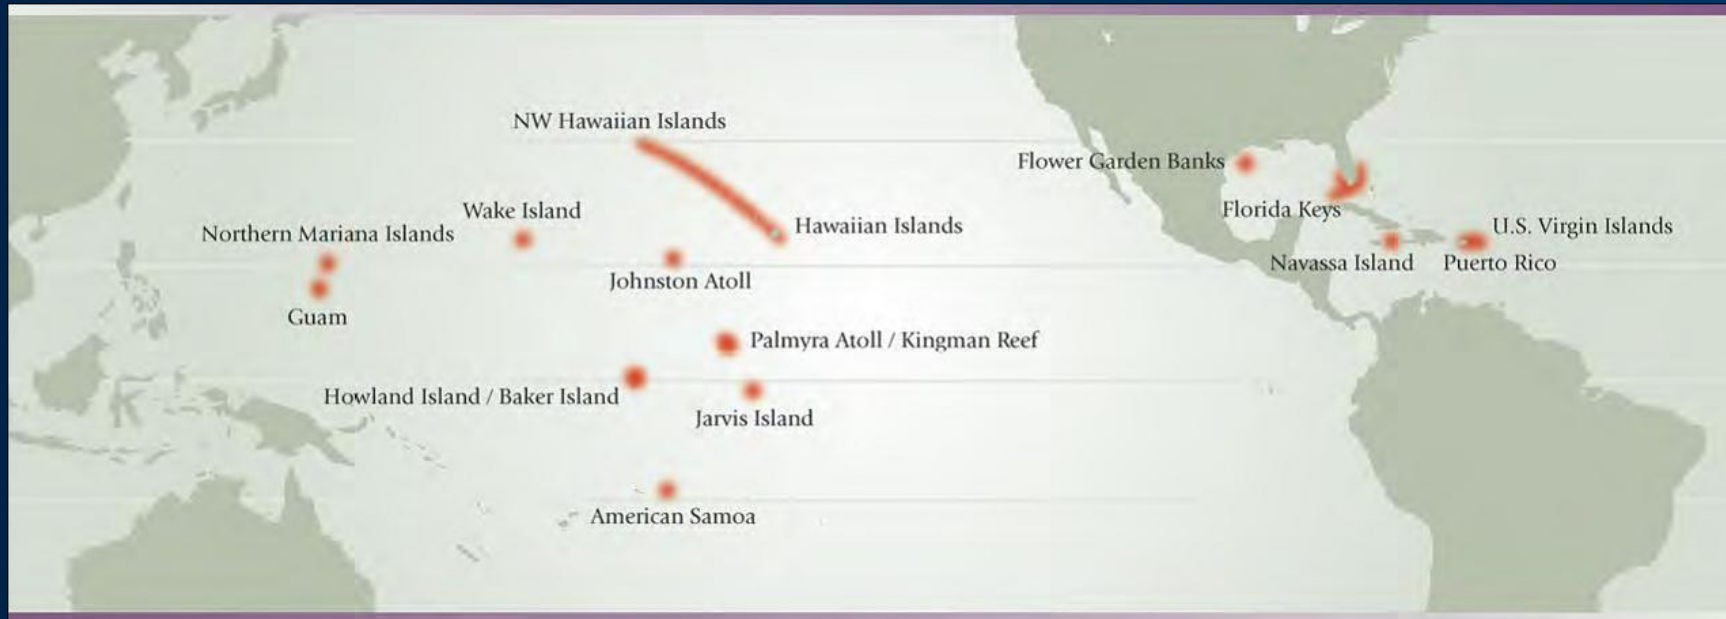 NW Hawaiian Islands
Flower Garden Banks
Wake Island
Florida Keys
Northern Mariana Islands
Hawaiian Islands
U.S. Virgin Islands
Navassa Island
Puerto Rico
Johnston Atoll
Guam
Palmyra Atoll / Kingman Reef
Howland Island / Baker Island
Jarvis Island
American Samoa